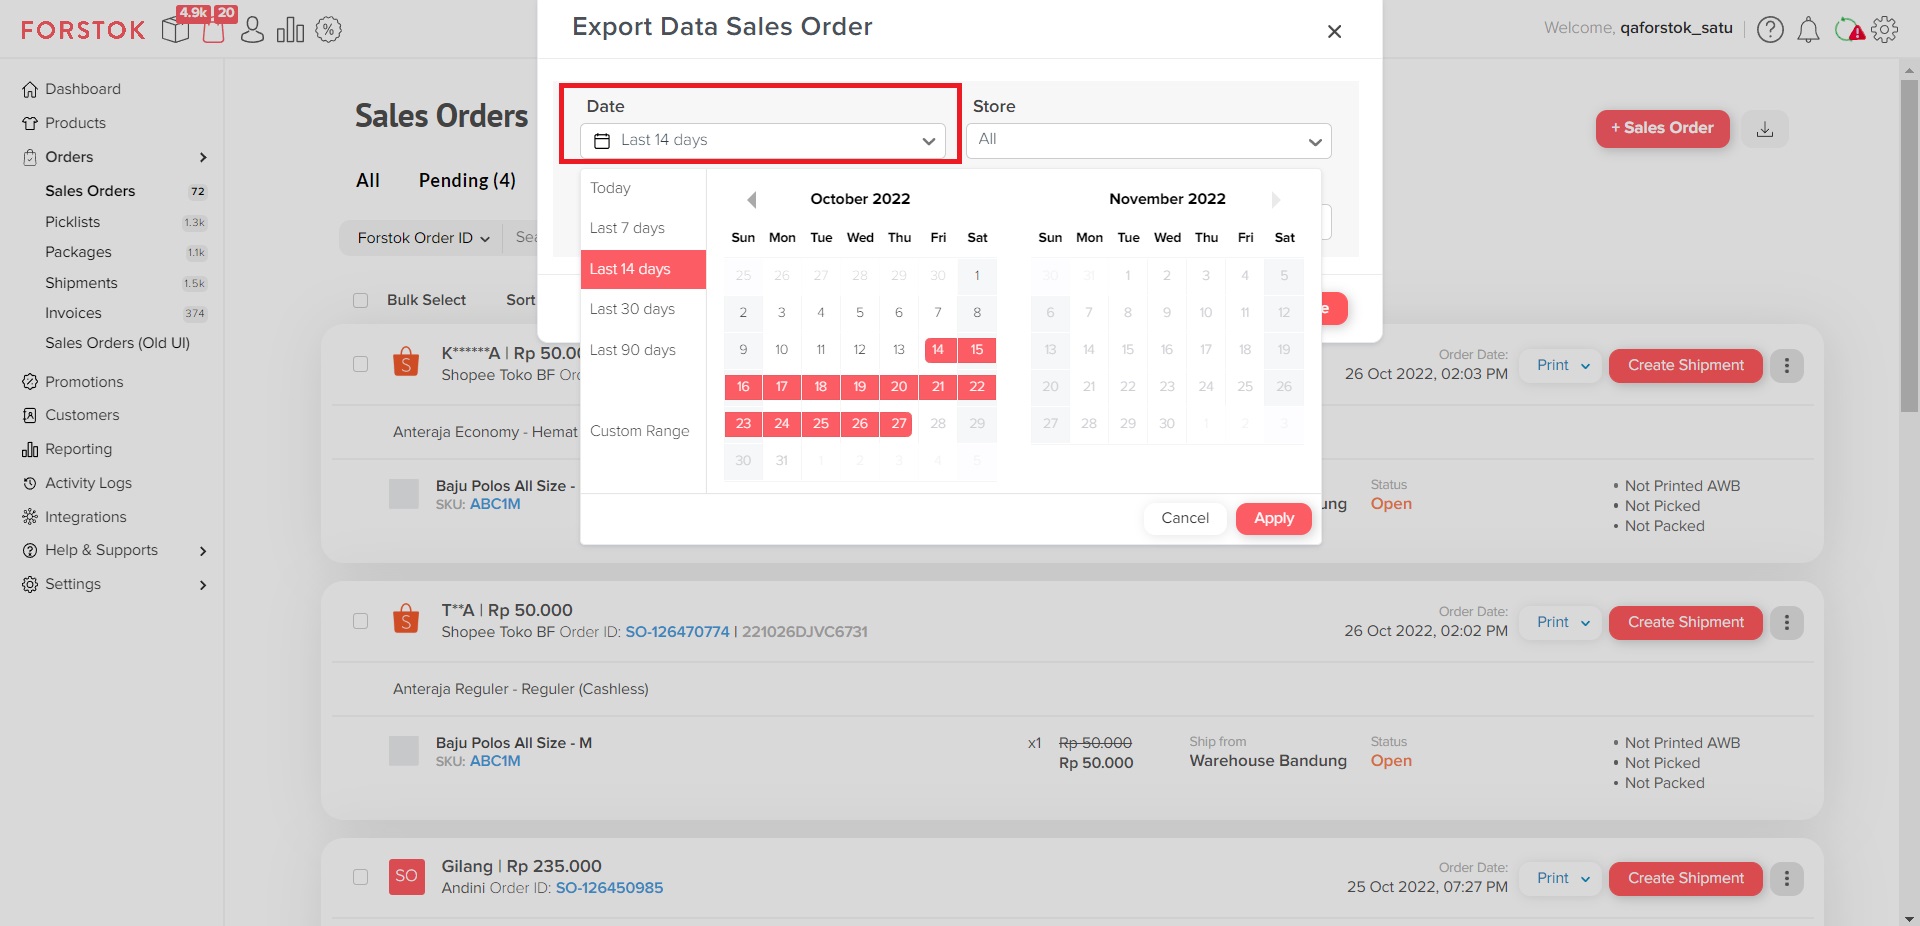 FORSTOK
4.9k
20
Welcome, qaforstok_satu
Dashboard
Products
Orders
Sales Orders 72
Picklists 1.3k
Packages 1.1k
Shipments 1.5k
Invoices 374
Sales Orders (Old UI)
Promotions
Customers
Reporting
Activity Logs
Integrations
Help & Supports
Settings
Sales Orders
+ Sales Order
All Pending (4)
Forstok Order ID
Bulk Select Sort
Export Data Sales Order
Date
Last 14 days
Store
All
Today
Last 7 days
Last 14 days
Last 30 days
Last 90 days
Custom Range
October 2022
Sun Mon Tue Wed Thu Fri Sat
25 26 27 28 29 30 1
2 3 4 5 6 7 8
9 10 11 12 13 14 15
16 17 18 19 20 21 22
23 24 25 26 27 28 29
30 31 1 2 3 4 5
November 2022
Sun Mon Tue Wed Thu Fri Sat
30 31 1 2 3 4 5
6 7 8 9 10 11 12
13 14 15 16 17 18 19
20 21 22 23 24 25 26
27 28 29 30 1 2 3
Cancel Apply
K******A | Rp 50.00
Shopee Toko BF Orc
Order Date:
26 Oct 2022, 02:03 PM
Print
Create Shipment
Anteraja Economy - Hemat
Baju Polos All Size -
SKU: ABC1M
ung
Status
Open
• Not Printed AWB
• Not Picked
• Not Packed
T**A | Rp 50.000
Shopee Toko BF Order ID: SO-126470774 | 221026DJVC6731
Order Date:
26 Oct 2022, 02:02 PM
Print
Create Shipment
Anteraja Reguler - Reguler (Cashless)
Baju Polos All Size - M
SKU: ABC1M
x1 Rp 50.000
Rp 50.000
Ship from
Warehouse Bandung
Status
Open
• Not Printed AWB
• Not Picked
• Not Packed
SO
Gilang | Rp 235.000
Andini Order ID: SO-126450985
Order Date:
25 Oct 2022, 07:27 PM
Print
Create Shipment